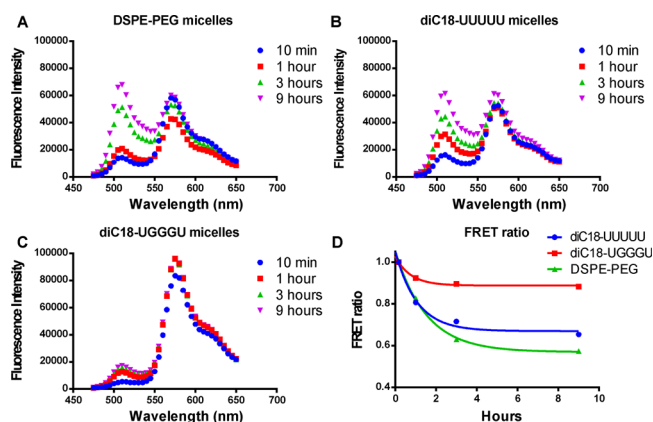 A
DSPE-PEG micelles
100000
80000
60000
40000
20000
0
450
500
550
600
650
700
Fluorescence Intensity
Wavelength (nm)
10 min
1 hour
3 hours
9 hours
B
diC18-UUUUU micelles
100000
80000
60000
40000
20000
0
450
500
550
600
650
700
Fluorescence Intensity
Wavelength (nm)
10 min
1 hour
3 hours
9 hours
C
diC18-UGGGU micelles
100000
80000
60000
40000
20000
0
450
500
550
600
650
700
Fluorescence Intensity
Wavelength (nm)
10 min
1 hour
3 hours
9 hours
D
FRET ratio
diC18-UUUUU
diC18-UGGGU
DSPE-PEG
1.0
0.8
0.6
0.4
0
2
4
6
8
10
FRET ratio
Hours